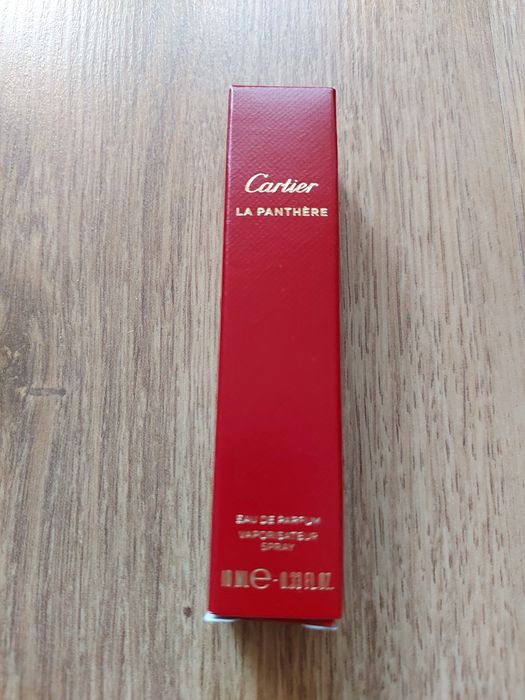 Cartier
LA PANTHÈRE
EAU DE PARFUM
VAPORISATEUR
SPRAY
10 ML e - 0.33 FL.OZ.